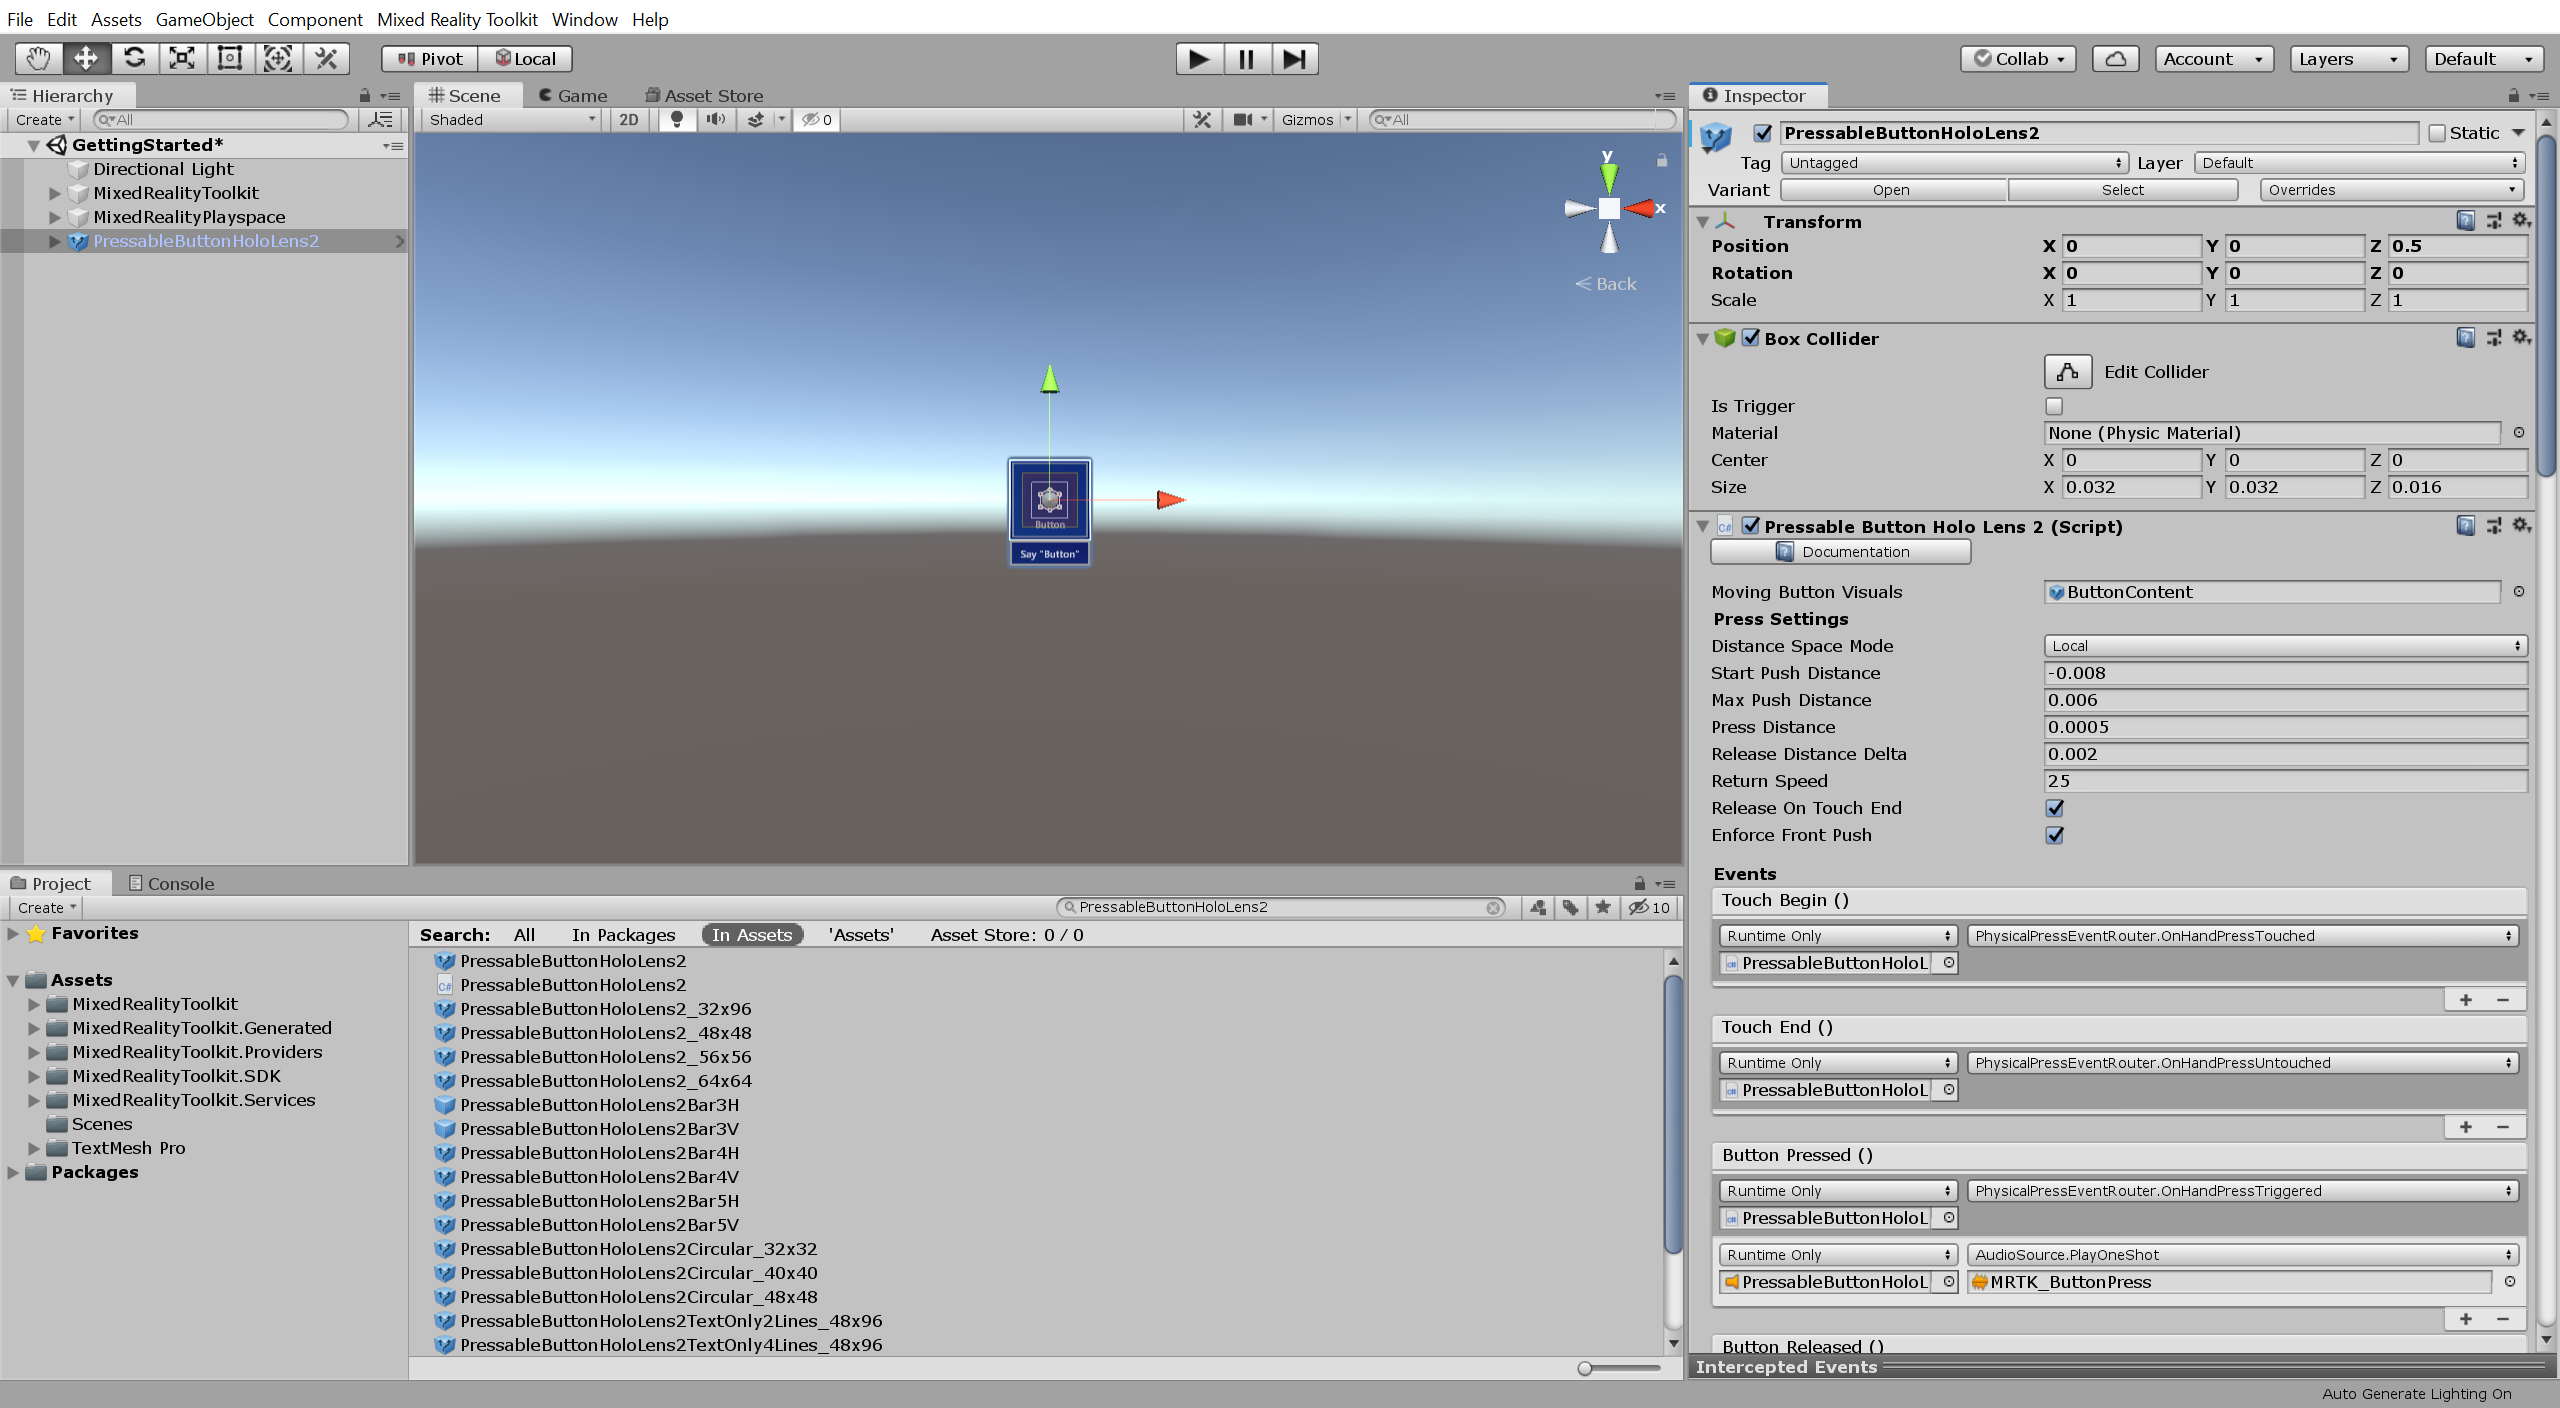 File Edit Assets GameObject Component Mixed Reality Toolkit Window Help
Pivot Local
Collab Account Layers Default
Hierarchy
Create All
GettingStarted*
Directional Light
MixedRealityToolkit
MixedRealityPlayspace
PressableButtonHoloLens2
Scene Game Asset Store
Shaded 2D 0 Gizmos All
y
x
Back
Button
Say "Button"
Project Console
Create PressableButtonHoloLens2 10
Favorites
Assets
MixedRealityToolkit
MixedRealityToolkit.Generated
MixedRealityToolkit.Providers
MixedRealityToolkit.SDK
MixedRealityToolkit.Services
Scenes
TextMesh Pro
Packages
Search: All In Packages In Assets 'Assets' Asset Store: 0 / 0
PressableButtonHoloLens2
C# PressableButtonHoloLens2
PressableButtonHoloLens2_32x96
PressableButtonHoloLens2_48x48
PressableButtonHoloLens2_56x56
PressableButtonHoloLens2_64x64
PressableButtonHoloLens2Bar3H
PressableButtonHoloLens2Bar3V
PressableButtonHoloLens2Bar4H
PressableButtonHoloLens2Bar4V
PressableButtonHoloLens2Bar5H
PressableButtonHoloLens2Bar5V
PressableButtonHoloLens2Circular_32x32
PressableButtonHoloLens2Circular_40x40
PressableButtonHoloLens2Circular_48x48
PressableButtonHoloLens2TextOnly2Lines_48x96
PressableButtonHoloLens2TextOnly4Lines_48x96
Inspector
PressableButtonHoloLens2 Static
Tag Untagged Layer Default
Variant Open Select Overrides
Transform
Position X 0 Y 0 Z 0.5
Rotation X 0 Y 0 Z 0
Scale X 1 Y 1 Z 1
Box Collider
Edit Collider
Is Trigger
Material None (Physic Material)
Center X 0 Y 0 Z 0
Size X 0.032 Y 0.032 Z 0.016
C# Pressable Button Holo Lens 2 (Script)
Documentation
Moving Button Visuals ButtonContent
Press Settings
Distance Space Mode Local
Start Push Distance -0.008
Max Push Distance 0.006
Press Distance 0.0005
Release Distance Delta 0.002
Return Speed 25
Release On Touch End
Enforce Front Push
Events
Touch Begin ()
Runtime Only PhysicalPressEventRouter.OnHandPressTouched
PressableButtonHoloL
Touch End ()
Runtime Only PhysicalPressEventRouter.OnHandPressUntouched
PressableButtonHoloL
Button Pressed ()
Runtime Only PhysicalPressEventRouter.OnHandPressTriggered
PressableButtonHoloL
Runtime Only AudioSource.PlayOneShot
PressableButtonHoloL MRTK_ButtonPress
Button Released ()
Intercepted Events
Auto Generate Lighting On